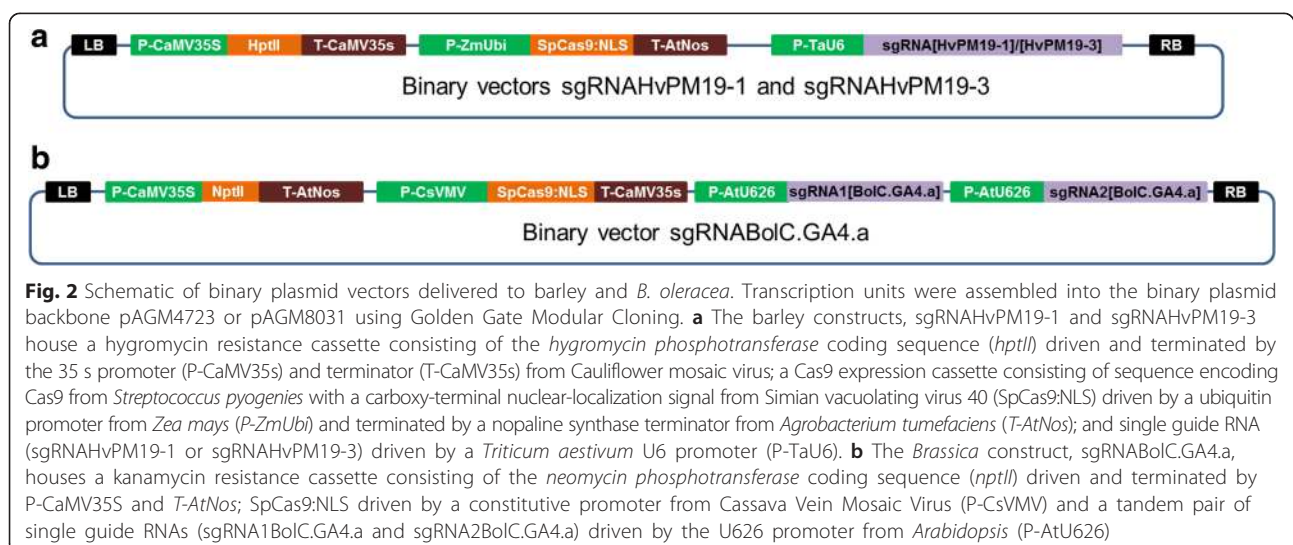 a
LB P-CaMV35S HptII T-CaMV35s P-ZmUbi SpCas9:NLS T-AtNos P-TaU6 sgRNA[HvPM19-1]/[HvPM19-3] RB
Binary vectors sgRNAHvPM19-1 and sgRNAHvPM19-3
b
LB P-CaMV35S NptII T-AtNos P-CsVMV SpCas9:NLS T-CaMV35s P-AtU626 sgRNA1[BolC.GA4.a] P-AtU626 sgRNA2[BolC.GA4.a] RB
Binary vector sgRNABolC.GA4.a
Fig. 2 Schematic of binary plasmid vectors delivered to barley and B. oleracea. Transcription units were assembled into the binary plasmid
backbone pAGM4723 or pAGM8031 using Golden Gate Modular Cloning. a The barley constructs, sgRNAHvPM19-1 and sgRNAHvPM19-3
house a hygromycin resistance cassette consisting of the hygromycin phosphotransferase coding sequence (hptII) driven and terminated by
the 35 s promoter (P-CaMV35s) and terminator (T-CaMV35s) from Cauliflower mosaic virus; a Cas9 expression cassette consisting of sequence encoding
Cas9 from Streptococcus pyogenies with a carboxy-terminal nuclear-localization signal from Simian vacuolating virus 40 (SpCas9:NLS) driven by a ubiquitin
promoter from Zea mays (P-ZmUbi) and terminated by a nopaline synthase terminator from Agrobacterium tumefaciens (T-AtNos); and single guide RNA
(sgRNAHvPM19-1 or sgRNAHvPM19-3) driven by a Triticum aestivum U6 promoter (P-TaU6). b The Brassica construct, sgRNABolC.GA4.a,
houses a kanamycin resistance cassette consisting of the neomycin phosphotransferase coding sequence (nptII) driven and terminated by
P-CaMV35S and T-AtNos; SpCas9:NLS driven by a constitutive promoter from Cassava Vein Mosaic Virus (P-CsVMV) and a tandem pair of
single guide RNAs (sgRNA1BolC.GA4.a and sgRNA2BolC.GA4.a) driven by the U626 promoter from Arabidopsis (P-AtU626)